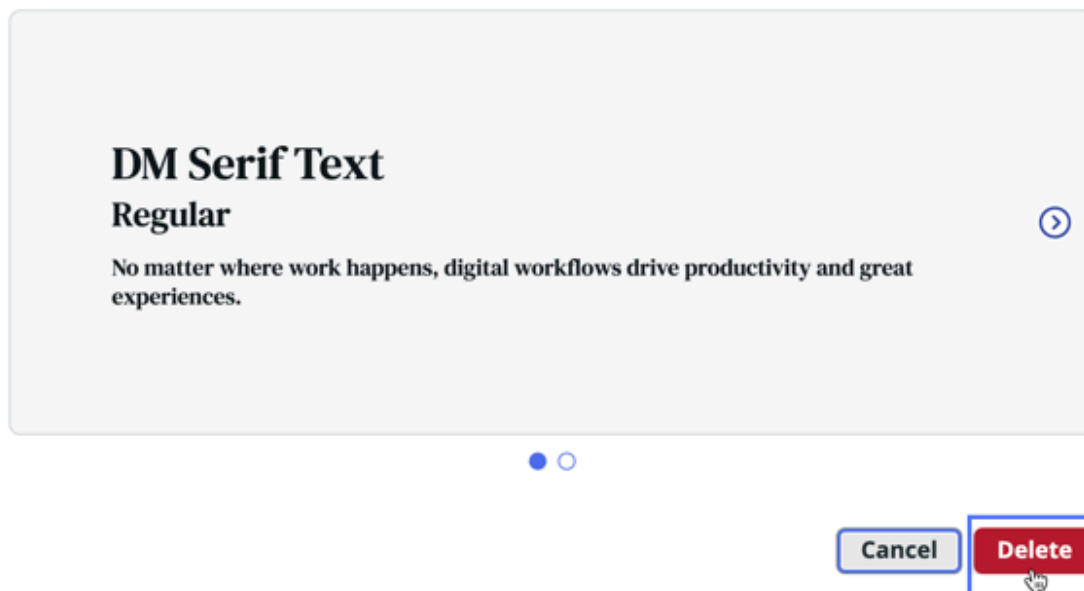 DM Serif Text
Regular
No matter where work happens, digital workflows drive productivity and great
experiences.
Cancel
Delete